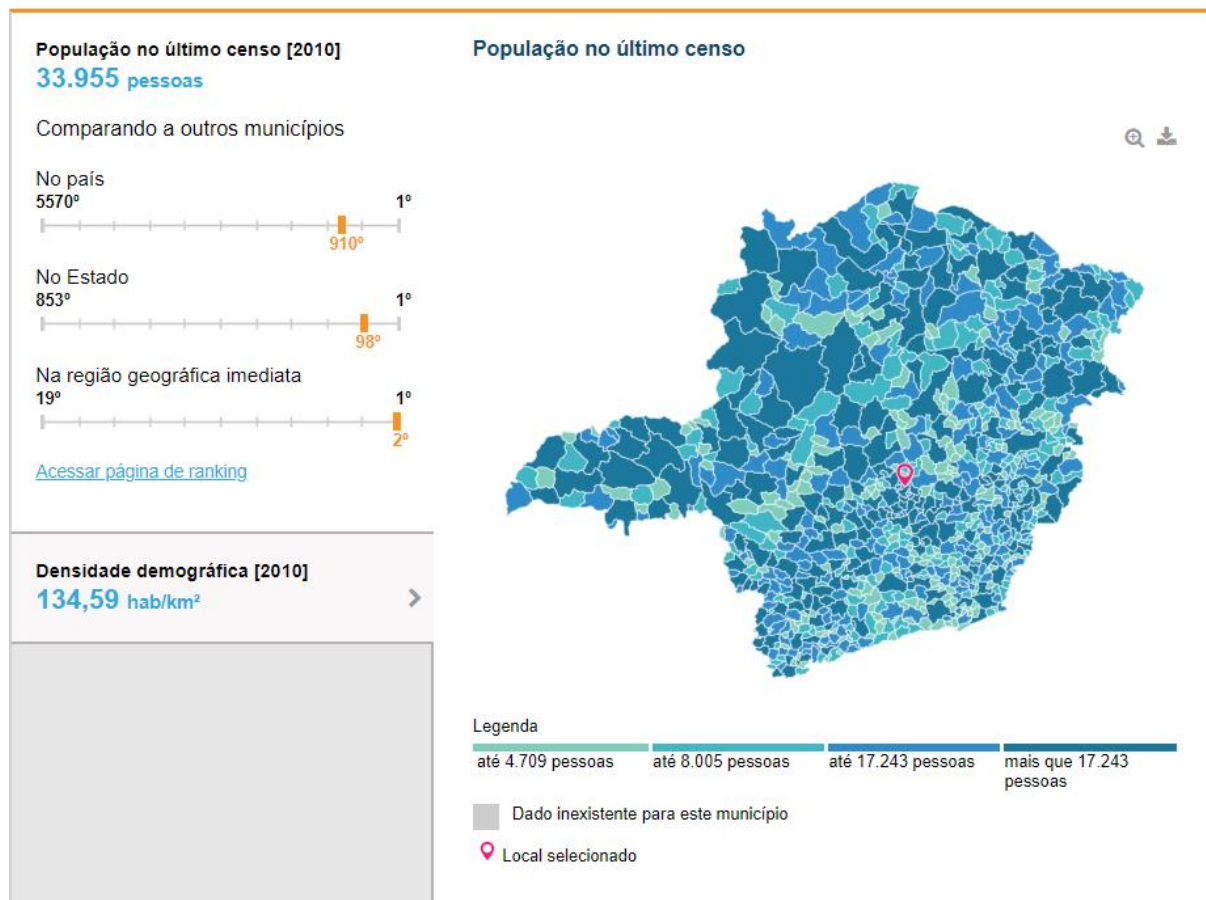 População no último censo [2010]
33.955 pessoas
Comparando a outros municípios
No país
5570º 1º
910º
No Estado
853º 1º
98º
Na região geográfica imediata
19º 1º
2º
Acessar página de ranking
Densidade demográfica [2010]
134,59 hab/km²
População no último censo
Legenda
até 4.709 pessoas até 8.005 pessoas até 17.243 pessoas mais que 17.243
pessoas
Dado inexistente para este município
Local selecionado